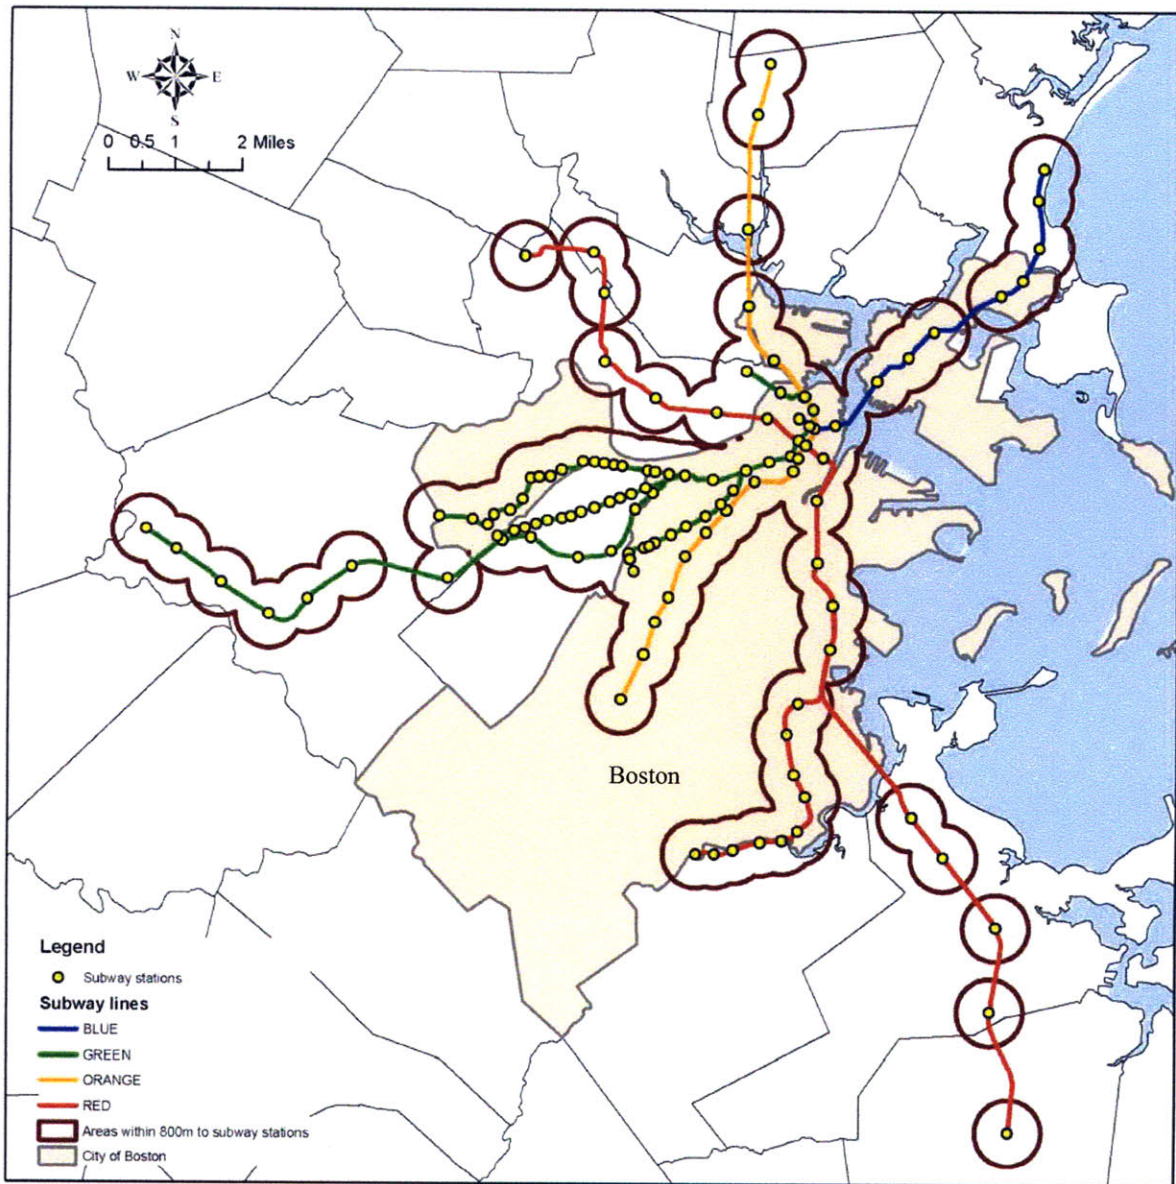 N
W E
S
0 0.5 1 2 Miles
Boston
Legend
Subway stations
Subway lines
BLUE
GREEN
ORANGE
RED
Areas within 800m to subway stations
City of Boston